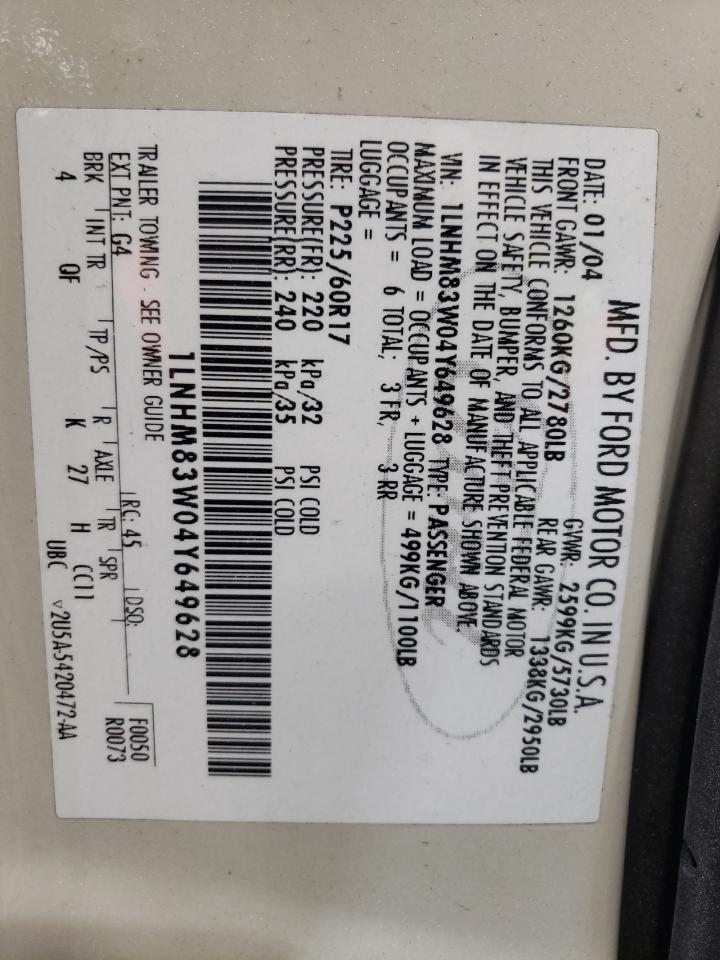 MFD. BY FORD MOTOR CO. IN U.S.A.
DATE: 01/04 GVWR: 2599KG/5730LB
FRONT GAWR: 1260KG/2780LB REAR GAWR: 1338KG/2950LB
THIS VEHICLE CONFORMS TO ALL APPLICABLE FEDERAL MOTOR
VEHICLE SAFETY, BUMPER, AND THEFT PREVENTION STANDARDS
IN EFFECT ON THE DATE OF MANUFACTURE SHOWN ABOVE.
VIN: 1LNHM83W04Y649628 TYPE: PASSENGER
MAXIMUM LOAD = OCCUPANTS + LUGGAGE = 499KG/1100LB
OCCUPANTS = 6 TOTAL; 3 FR, 3 RR
LUGGAGE =
TIRE: P225/60R17
PRESSURE(FR): 220 kPa/32 PSI COLD
PRESSURE(RR): 240 kPa/35 PSI COLD
1LNHM83W04Y649628
TRAILER TOWING - SEE OWNER GUIDE
F0050
EXT PNT: G4 RC: 45 DSO: R0073
BRK INT TR TP/PS R AXLE TR SPR
4 QF K 27 H CC11
UBC ▽2U5A-5420472-AA